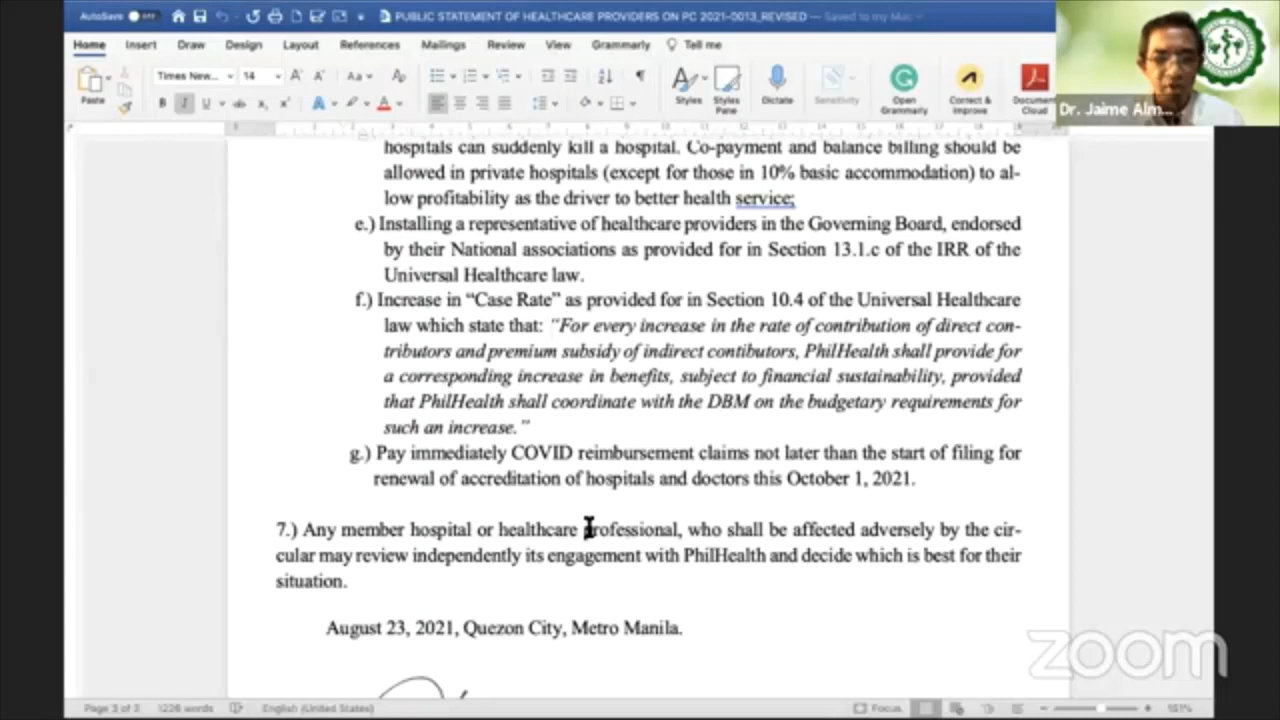 AutoSave OFF
PUBLIC STATEMENT OF HEALTHCARE PROVIDERS ON PC 2021-0013_REVISED — Saved to my Mac
Home Insert Draw Design Layout References Mailings Review View Grammarly Tell me
Times New... 14
Paste
Styles
Styles Pane
Dictate
Sensitivity
Open Grammarly
Correct & Improve
Document Cloud
Dr. Jaime Alm...
hospitals can suddenly kill a hospital. Co-payment and balance billing should be
allowed in private hospitals (except for those in 10% basic accommodation) to al-
low profitability as the driver to better health service;
e.) Installing a representative of healthcare providers in the Governing Board, endorsed
by their National associations as provided for in Section 13.1.c of the IRR of the
Universal Healthcare law.
f.) Increase in “Case Rate” as provided for in Section 10.4 of the Universal Healthcare
law which state that: “For every increase in the rate of contribution of direct con-
tributors and premium subsidy of indirect contibutors, PhilHealth shall provide for
a corresponding increase in benefits, subject to financial sustainability, provided
that PhilHealth shall coordinate with the DBM on the budgetary requirements for
such an increase.”
g.) Pay immediately COVID reimbursement claims not later than the start of filing for
renewal of accreditation of hospitals and doctors this October 1, 2021.
7.) Any member hospital or healthcare professional, who shall be affected adversely by the cir-
cular may review independently its engagement with PhilHealth and decide which is best for their
situation.
August 23, 2021, Quezon City, Metro Manila.
zoom
Page 3 of 3 1226 words English (United States) Focus 161%